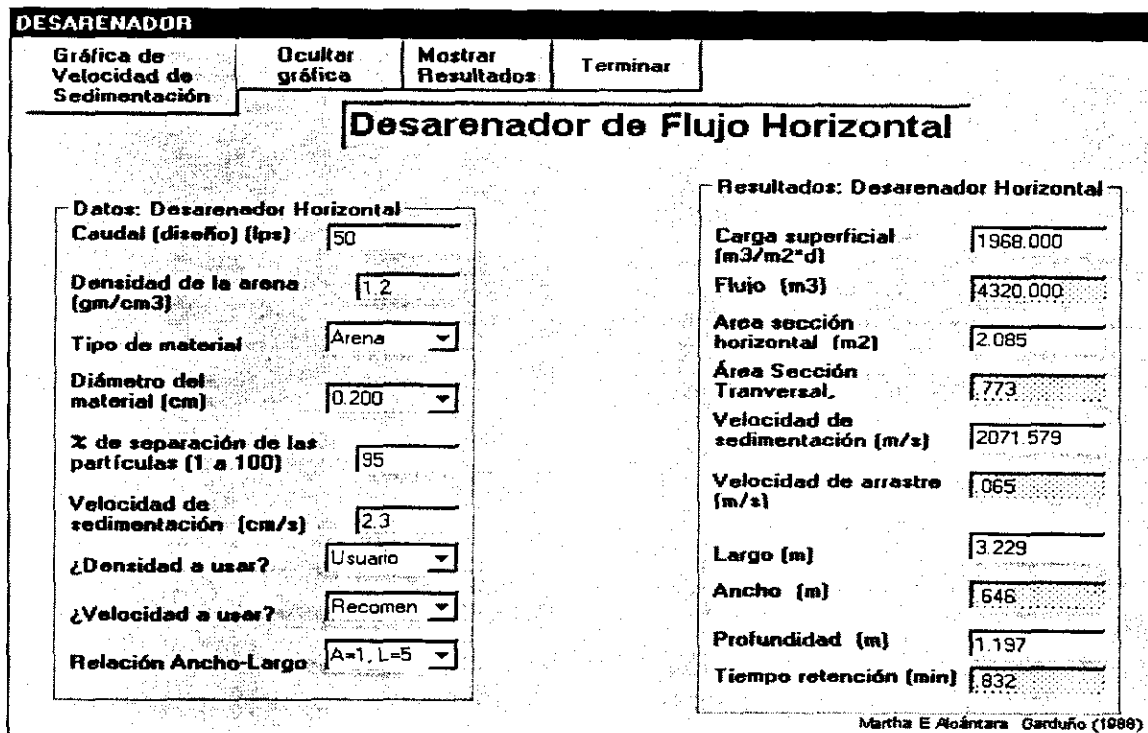 DESARENADOR
Gráfica de
Velocidad de
Sedimentación
Ocultar
gráfica
Mostrar
Resultados
Terminar
Desarenador de Flujo Horizontal
Datos: Desarenador Horizontal
Caudal (diseño) (lps) 50
Densidad de la arena
(gm/cm3) 1.2
Tipo de material Arena
Diámetro del
material (cm) 0.200
% de separación de las
partículas (1 a 100) 95
Velocidad de
sedimentación (cm/s) 2.3
¿Densidad a usar? Usuario
¿Velocidad a usar? Recomen
Relación Ancho-Largo A=1, L=5
Resultados: Desarenador Horizontal
Carga superficial
(m3/m2*d) 1968.000
Flujo (m3) 4320.000
Area sección
horizontal (m2) 2.085
Área Sección
Tranversal, .773
Velocidad de
sedimentación (m/s) 2071.579
Velocidad de arrastre
(m/s) .065
Largo (m) 3.229
Ancho (m) .646
Profundidad (m) 1.197
Tiempo retención (min) .832
Martha E Alcántara Garduño (1988)